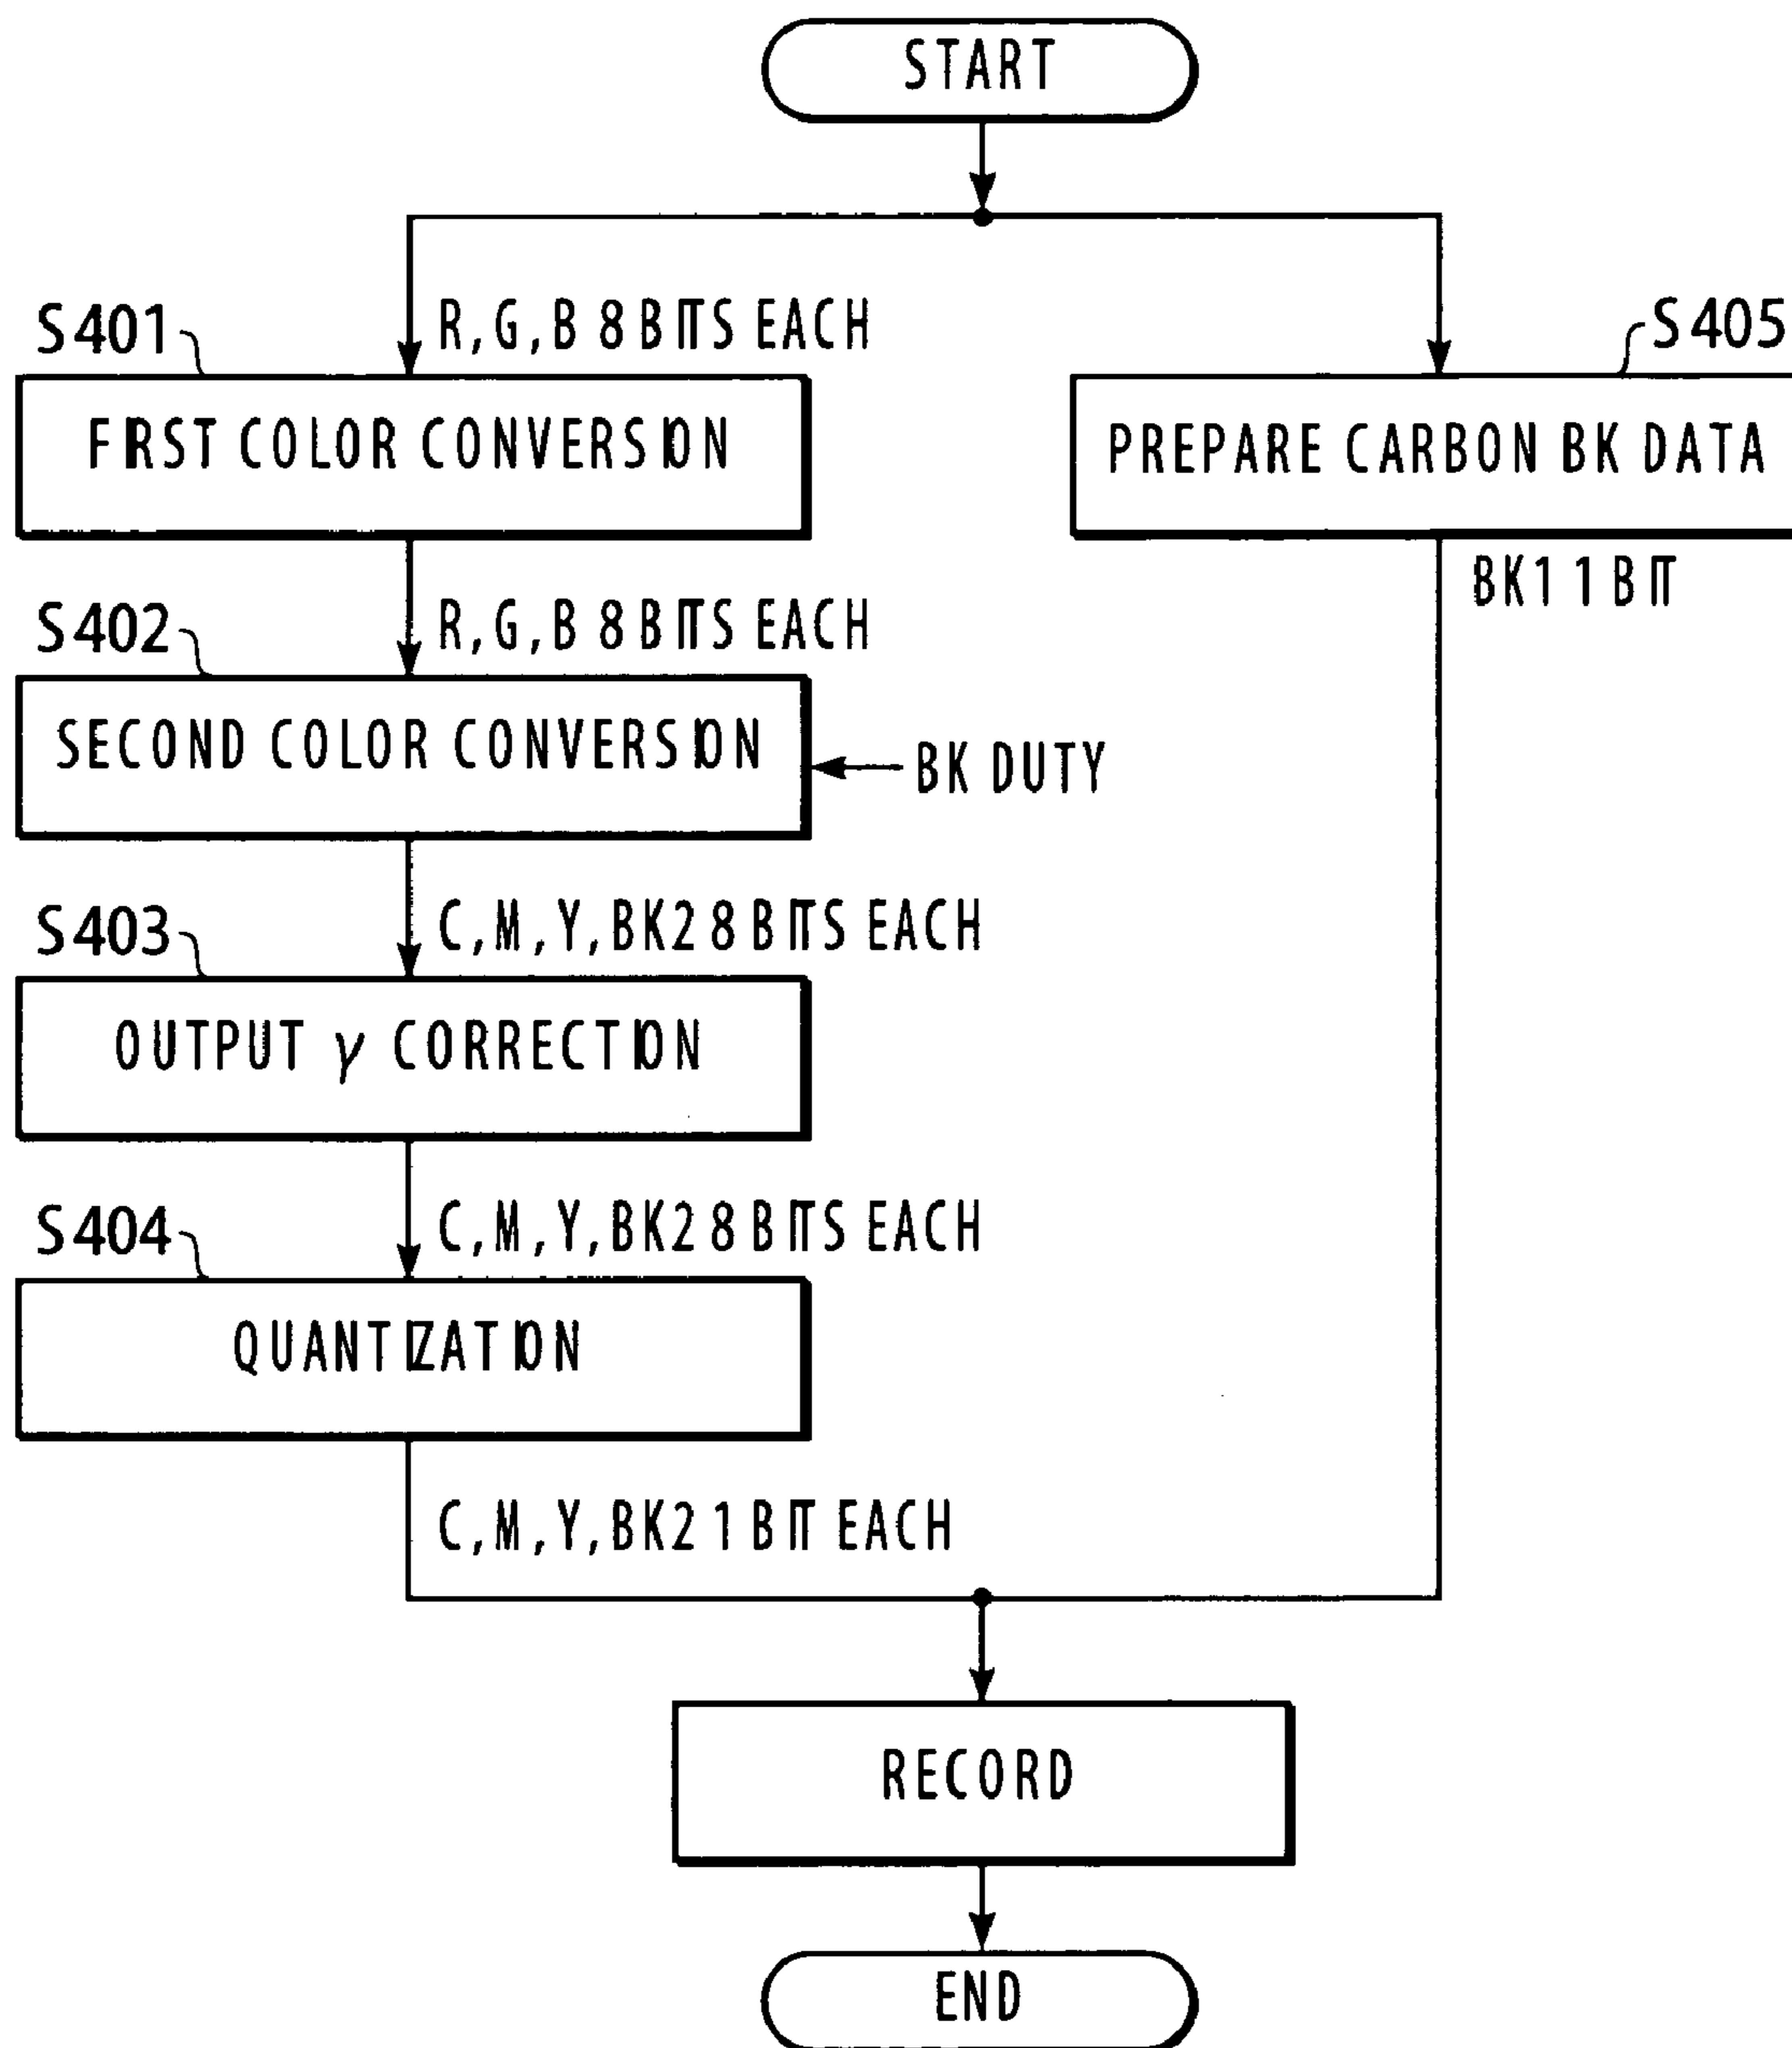 START
R,G,B 8 BITS EACH
S401
S405
FIRST COLOR CONVERSION
PREPARE CARBON BK DATA
BK1 1 BIT
R,G,B 8 BITS EACH
S402
SECOND COLOR CONVERSION
BK DUTY
C,M,Y,BK2 8 BITS EACH
S403
OUTPUT γ CORRECTION
C,M,Y,BK2 8 BITS EACH
S404
QUANTIZATION
C,M,Y,BK2 1 BIT EACH
RECORD
END